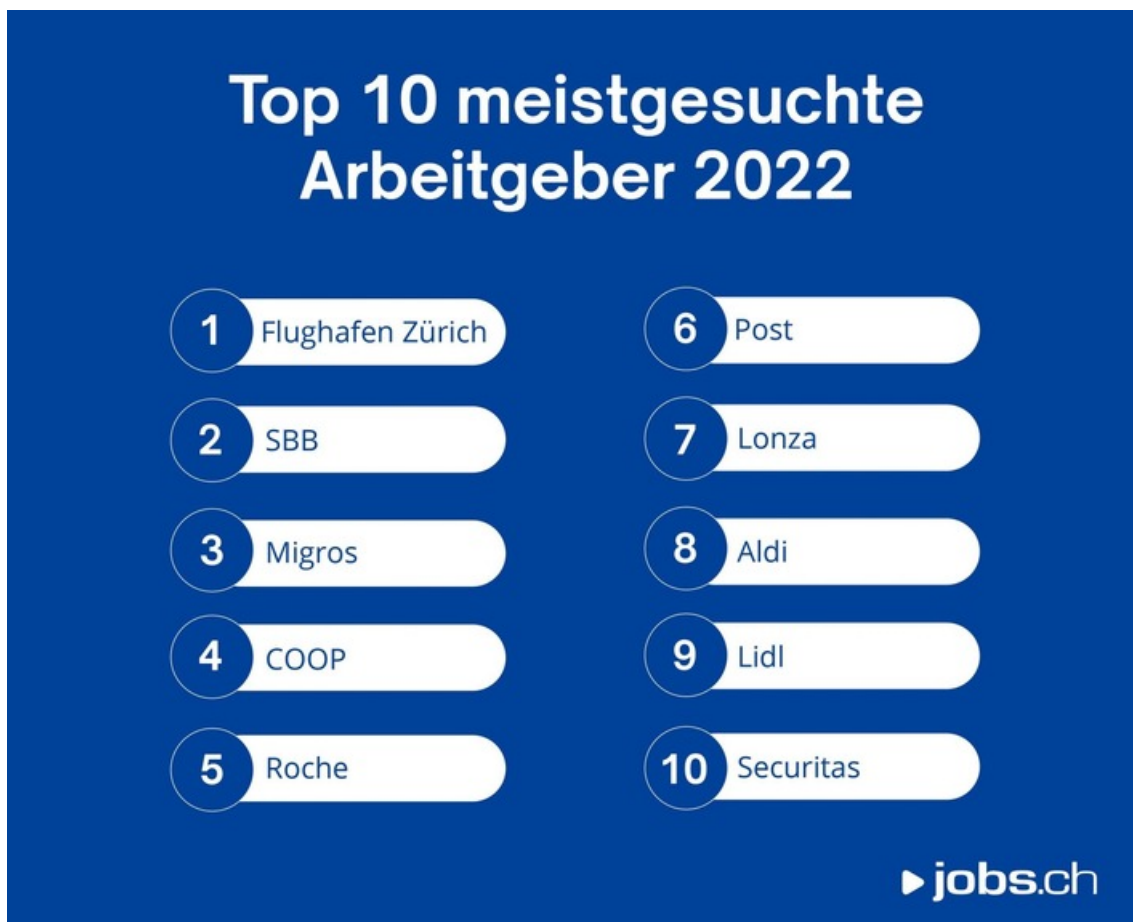 Top 10 meistgesuchte
Arbeitgeber 2022
1 Flughafen Zürich
2 SBB
3 Migros
4 COOP
5 Roche
6 Post
7 Lonza
8 Aldi
9 Lidl
10 Securitas
jobs.ch